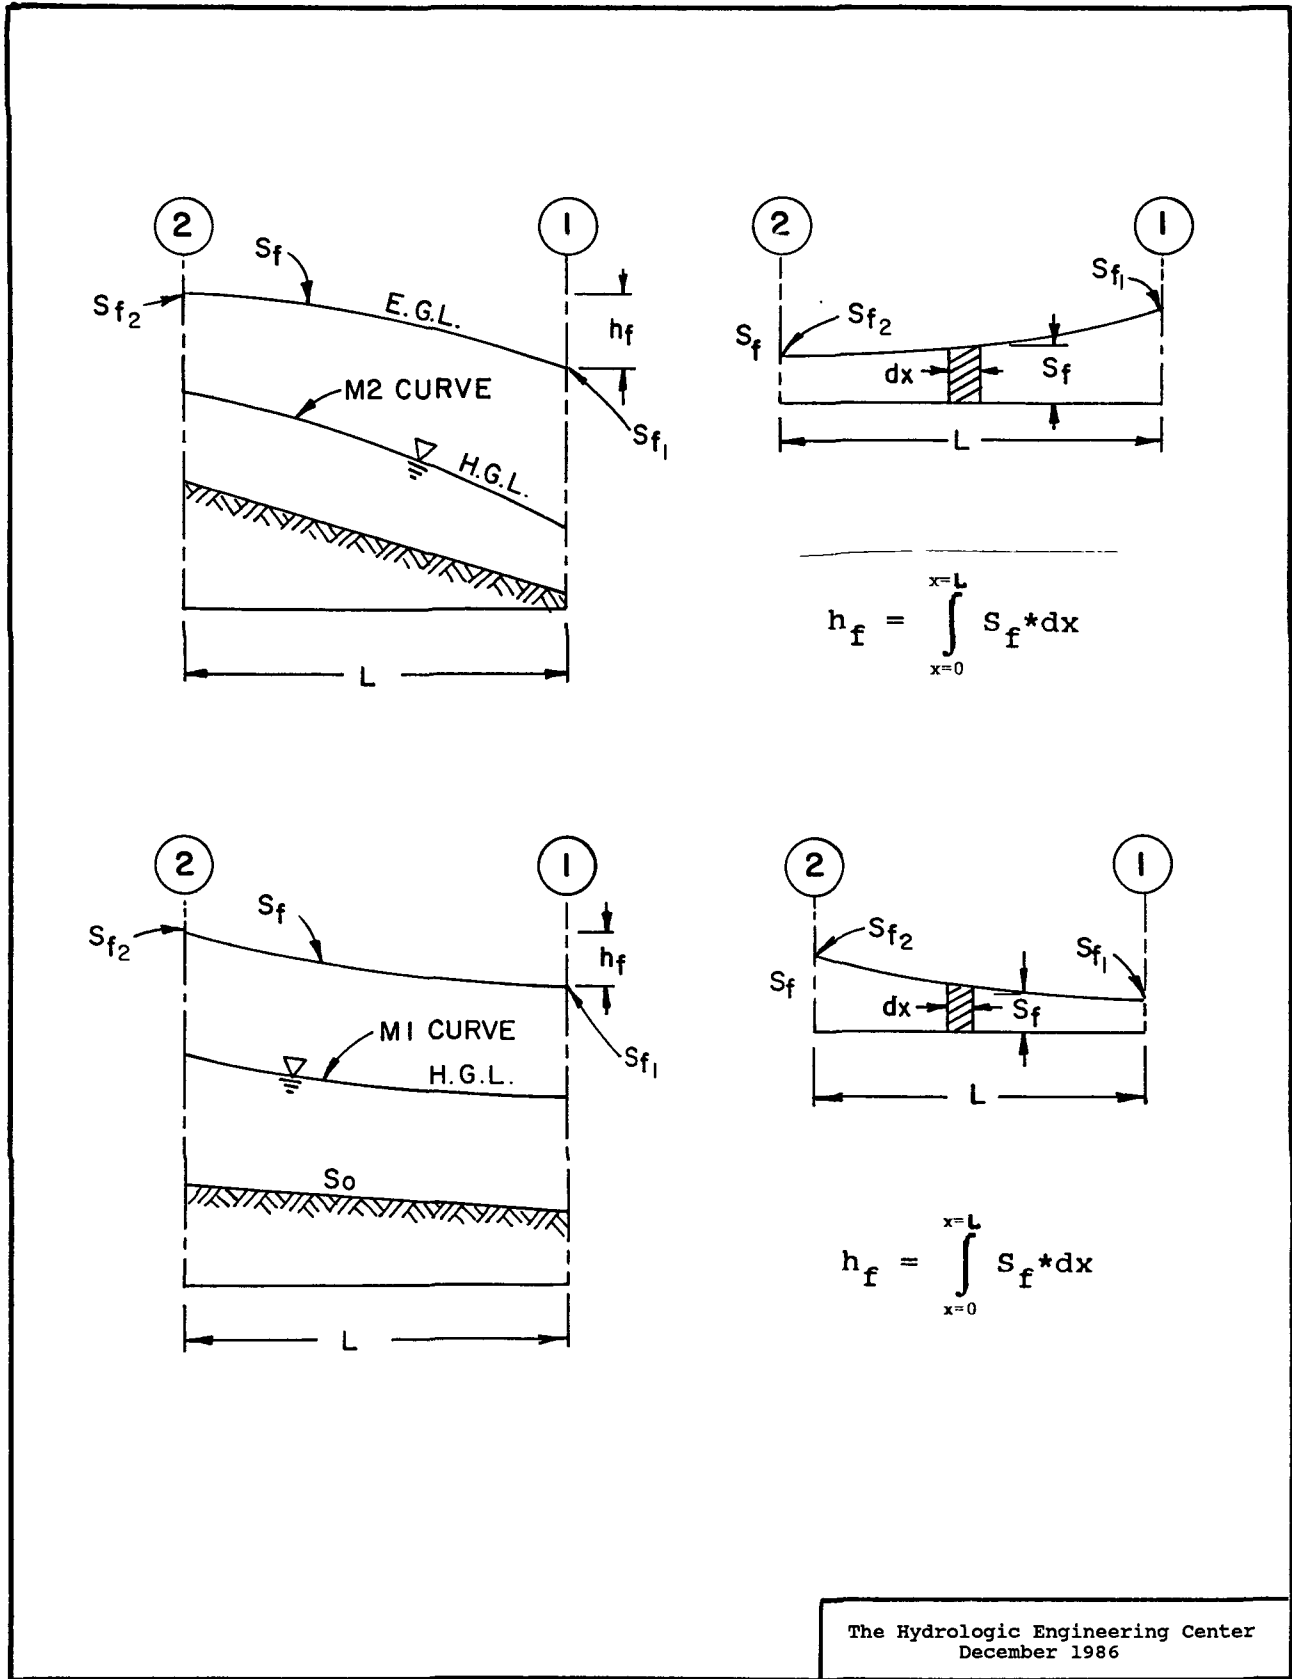 2
1
2
1
Sf
Sf2
E.G.L.
hf
M2 CURVE
Sf1
H.G.L.
L
Sf1
Sf2
Sf
dx
Sf
L
x=L
hf = ∫ Sf*dx
x=0
2
1
2
1
Sf
Sf2
hf
M1 CURVE
Sf1
H.G.L.
So
L
Sf2
Sf1
Sf
dx
Sf
L
x=L
hf = ∫ Sf*dx
x=0
The Hydrologic Engineering Center
December 1986